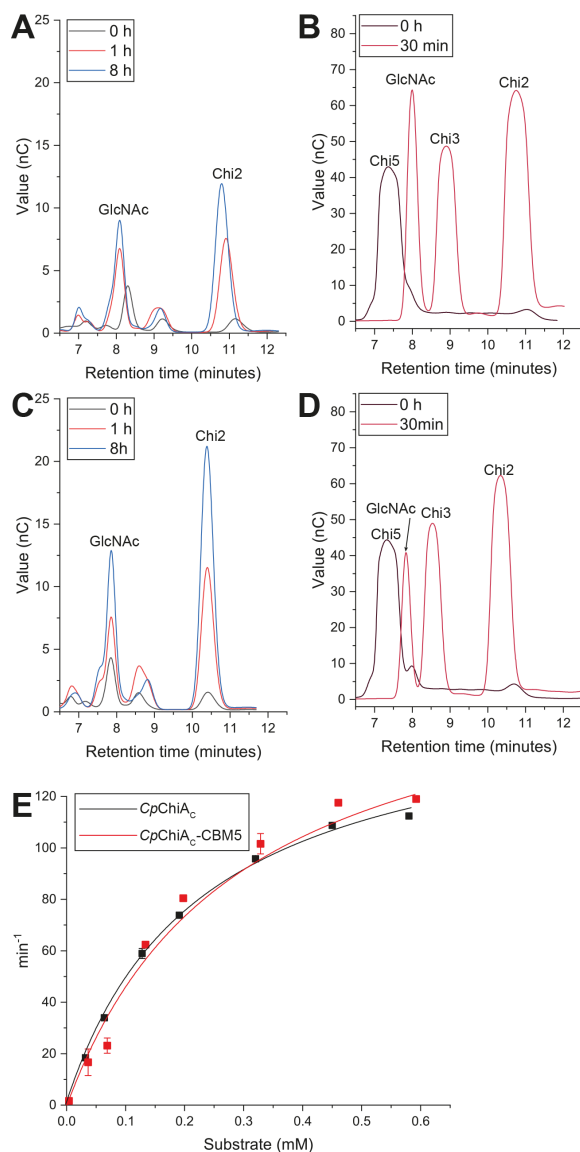 A
0 h
1 h
8 h
GlcNAc
Chi2
Value (nC)
25
20
15
10
5
0
7 8 9 10 11 12
Retention time (minutes)
B
0 h
30 min
Chi5
GlcNAc
Chi3
Chi2
Value (nC)
80
70
60
50
40
30
20
10
0
7 8 9 10 11 12
Retention time (minutes)
C
0 h
1 h
8h
GlcNAc
Chi2
Value (nC)
25
20
15
10
5
0
7 8 9 10 11 12
Retention time (minutes)
D
0 h
30min
Chi5
GlcNAc
Chi3
Chi2
Value (nC)
80
70
60
50
40
30
20
10
0
7 8 9 10 11 12
Retention time (minutes)
E
CpChiAC
CpChiAC-CBM5
min-1
120
100
80
60
40
20
0
0.0 0.1 0.2 0.3 0.4 0.5 0.6
Substrate (mM)